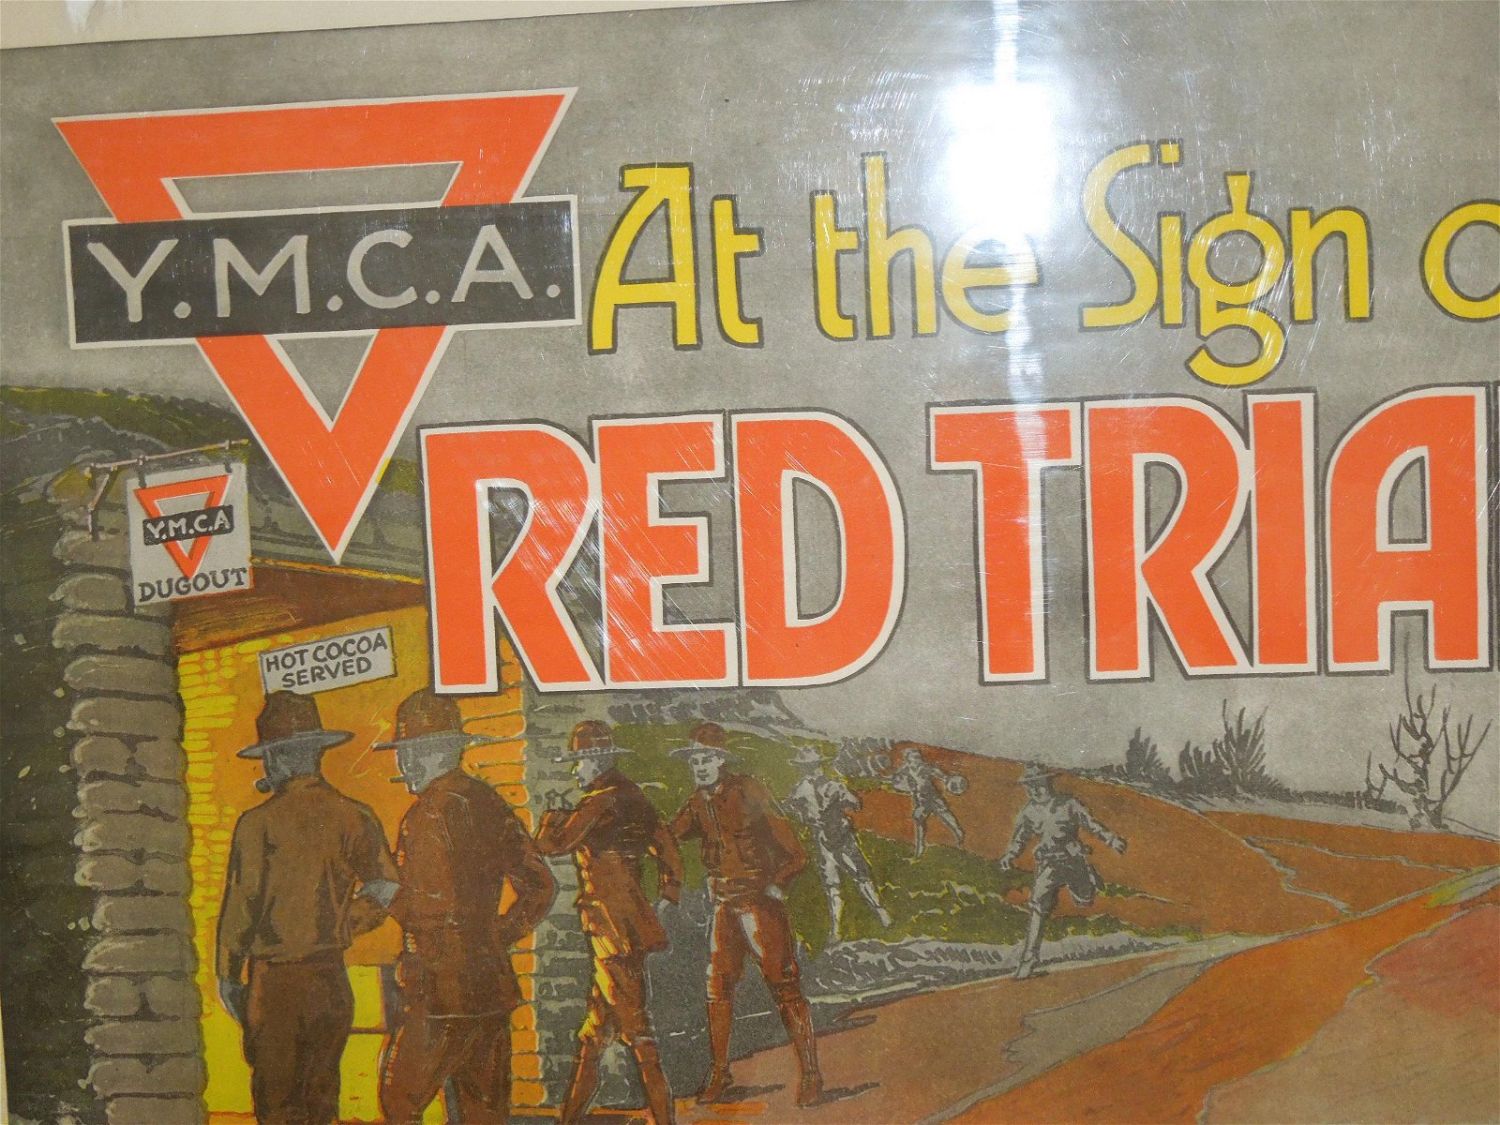 Y.M.C.A.
At the Sign o
RED TRIA
Y.M.C.A
DUGOUT
HOT COCOA
SERVED